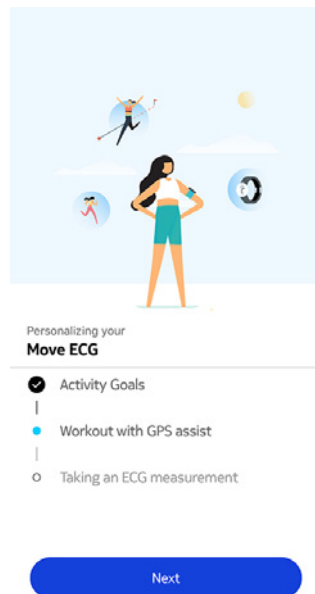 Personalizing your
Move ECG
Activity Goals
Workout with GPS assist
Taking an ECG measurement
Next